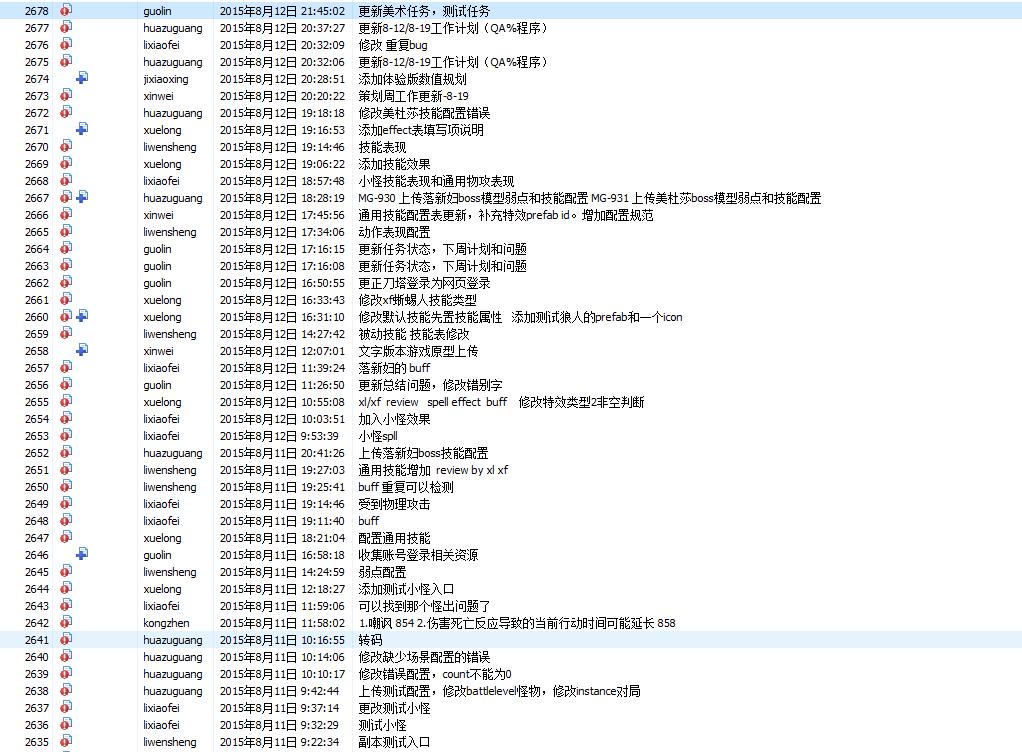 2678 guolin 2015年8月12日 21:45:02 更新美术任务，测试任务
2677 huazuguang 2015年8月12日 20:37:27 更新8-12/8-19工作计划（QA%程序）
2676 lixiaofei 2015年8月12日 20:32:09 修改 重复bug
2675 huazuguang 2015年8月12日 20:32:06 更新8-12/8-19工作计划（QA%程序）
2674 jixiaoxing 2015年8月12日 20:28:51 添加体验版数值规划
2673 xinwei 2015年8月12日 20:20:22 策划周工作更新-8-19
2672 huazuguang 2015年8月12日 19:18:18 修改美杜莎技能配置错误
2671 xuelong 2015年8月12日 19:16:53 添加effect表填写项说明
2670 liwensheng 2015年8月12日 19:14:46 技能表现
2669 xuelong 2015年8月12日 19:06:22 添加技能效果
2668 lixiaofei 2015年8月12日 18:57:48 小怪技能表现和通用物攻表现
2667 huazuguang 2015年8月12日 18:28:19 MG-930 上传落新妇boss模型弱点和技能配置 MG-931 上传美杜莎boss模型弱点和技能配置
2666 xinwei 2015年8月12日 17:45:56 通用技能配置表更新，补充特效prefab id。增加配置规范
2665 liwensheng 2015年8月12日 17:34:06 动作表现配置
2664 guolin 2015年8月12日 17:16:15 更新任务状态，下周计划和问题
2663 guolin 2015年8月12日 17:16:08 更新任务状态，下周计划和问题
2662 guolin 2015年8月12日 16:50:55 更正刀塔登录为网页登录
2661 xuelong 2015年8月12日 16:33:43 修改xf蜥蜴人技能类型
2660 xuelong 2015年8月12日 16:31:10 修改默认技能先置技能属性 添加测试狼人的prefab和一个icon
2659 liwensheng 2015年8月12日 14:27:42 被动技能 技能表修改
2658 xinwei 2015年8月12日 12:07:01 文字版本游戏原型上传
2657 lixiaofei 2015年8月12日 11:39:24 落新妇的 buff
2656 guolin 2015年8月12日 11:26:50 更新总结问题，修改错别字
2655 xuelong 2015年8月12日 10:55:08 xl/xf review spell effect buff 修改特效类型2非空判断
2654 lixiaofei 2015年8月12日 10:03:51 加入小怪效果
2653 lixiaofei 2015年8月12日 9:53:39 小怪spll
2652 huazuguang 2015年8月11日 20:41:26 上传落新妇boss技能配置
2651 liwensheng 2015年8月11日 19:27:03 通用技能增加 review by xl xf
2650 liwensheng 2015年8月11日 19:25:41 buff 重复可以检测
2649 lixiaofei 2015年8月11日 19:14:46 受到物理攻击
2648 lixiaofei 2015年8月11日 19:11:40 buff
2647 xuelong 2015年8月11日 18:21:04 配置通用技能
2646 guolin 2015年8月11日 16:58:18 收集账号登录相关资源
2645 liwensheng 2015年8月11日 14:24:59 弱点配置
2644 xuelong 2015年8月11日 12:18:27 添加测试小怪入口
2643 lixiaofei 2015年8月11日 11:59:06 可以找到那个怪出问题了
2642 kongzhen 2015年8月11日 11:58:02 1.嘲讽 854 2.伤害死亡反应导致的当前行动时间可能延长 858
2641 huazuguang 2015年8月11日 10:16:55 转码
2640 huazuguang 2015年8月11日 10:14:06 修改缺少场景配置的错误
2639 huazuguang 2015年8月11日 10:10:17 修改错误配置，count不能为0
2638 huazuguang 2015年8月11日 9:42:44 上传测试配置，修改battlelevel怪物，修改instance对局
2637 lixiaofei 2015年8月11日 9:37:14 更改测试小怪
2636 lixiaofei 2015年8月11日 9:32:29 测试小怪
2635 liwensheng 2015年8月11日 9:22:34 副本测试入口